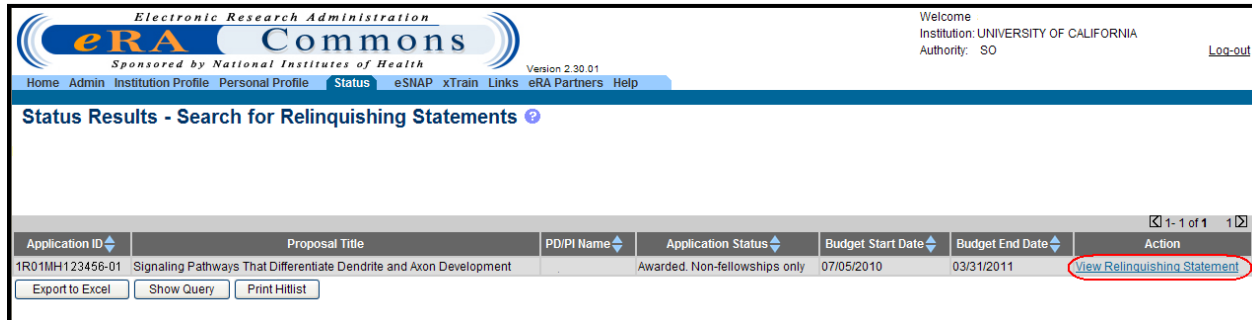 Electronic Research Administration
eRA Commons
Sponsored by National Institutes of Health
Version 2.30.01
Welcome
Institution: UNIVERSITY OF CALIFORNIA
Authority: SO
Log-out
Home Admin Institution Profile Personal Profile Status eSNAP xTrain Links eRA Partners Help
Status Results - Search for Relinquishing Statements ?
1- 1 of 1 1
Application ID Proposal Title PD/PI Name Application Status Budget Start Date Budget End Date Action
1R01MH123456-01 Signaling Pathways That Differentiate Dendrite and Axon Development Awarded. Non-fellowships only 07/05/2010 03/31/2011 View Relinquishing Statement
Export to Excel Show Query Print Hitlist